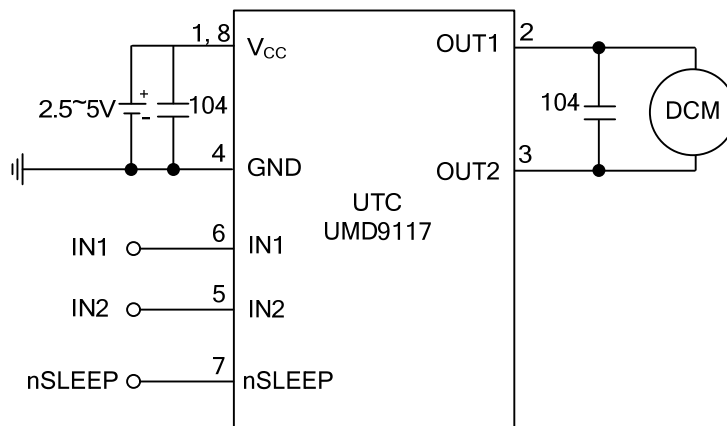 1, 8
VCC
OUT1
2
2.5~5V
+
-
104
104
DCM
4
GND
3
OUT2
UTC
UMD9117
IN1
6
IN1
IN2
5
IN2
nSLEEP
7
nSLEEP